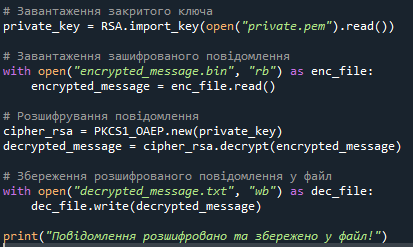 # Завантаження закритого ключа
private_key = RSA.import_key(open("private.pem").read())
# Завантаження зашифрованого повідомлення
with open("encrypted_message.bin", "rb") as enc_file:
    encrypted_message = enc_file.read()
# Розшифрування повідомлення
cipher_rsa = PKCS1_OAEP.new(private_key)
decrypted_message = cipher_rsa.decrypt(encrypted_message)
# Збереження розшифрованого повідомлення у файл
with open("decrypted_message.txt", "wb") as dec_file:
    dec_file.write(decrypted_message)
print("Повідомлення розшифровано та збережено у файл!")